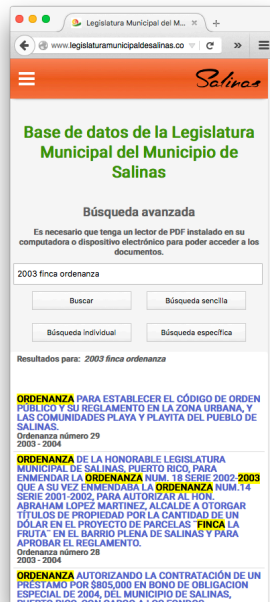 Legislatura Municipal del M...
www.legislaturamunicipaldesalinas.co
Salinas
Base de datos de la Legislatura
Municipal del Municipio de
Salinas
Búsqueda avanzada
Es necesario que tenga un lector de PDF instalado en su
computadora o dispositivo electrónico para poder acceder a los
documentos.
2003 finca ordenanza
Buscar
Búsqueda sencilla
Búsqueda individual
Búsqueda específica
Resultados para: 2003 finca ordenanza
ORDENANZA PARA ESTABLECER EL CÓDIGO DE ORDEN
PÚBLICO Y SU REGLAMENTO EN LA ZONA URBANA, Y
LAS COMUNIDADES PLAYA Y PLAYITA DEL PUEBLO DE
SALINAS.
Ordenanza número 29
2003 - 2004
ORDENANZA DE LA HONORABLE LEGISLATURA
MUNICIPAL DE SALINAS, PUERTO RICO, PARA
ENMENDAR LA ORDENANZA NUM. 18 SERIE 2002-2003
QUE A SU VEZ ENMENDABA LA ORDENANZA NUM.14
SERIE 2001-2002, PARA AUTORIZAR AL HON.
ABRAHAM LOPEZ MARTINEZ, ALCALDE A OTORGAR
TÍTULOS DE PROPIEDAD POR LA CANTIDAD DE UN
DÓLAR EN EL PROYECTO DE PARCELAS ¨FINCA LA
FRUTA¨ EN EL BARRIO PLENA DE SALINAS Y PARA
APROBAR EL REGLAMENTO.
Ordenanza número 28
2003 - 2004
ORDENANZA AUTORIZANDO LA CONTRATACIÓN DE UN
PRÉSTAMO POR $805,000 EN BONO DE OBLIGACION
ESPECIAL DE 2004, DEL MUNICIPIO DE SALINAS,
PUERTO RICO, CON CARGO A LOS FONDOS